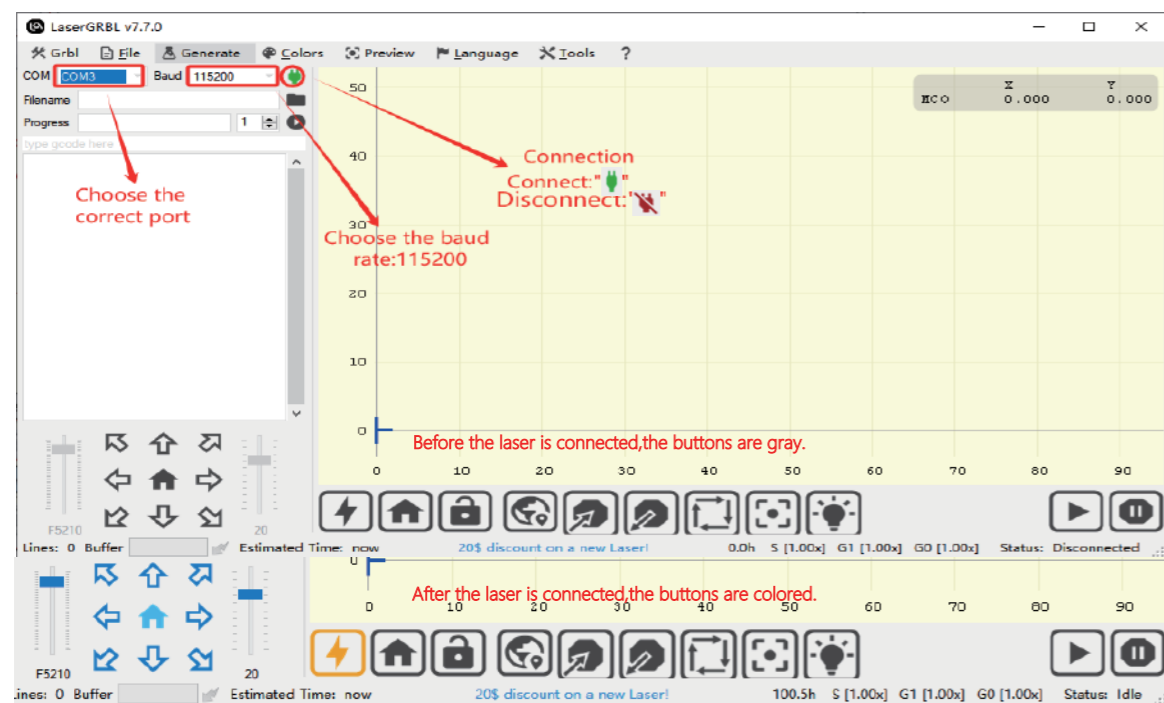 LaserGRBL v7.7.0
Grbl File Generate Colors Preview Language Tools ?
COM COM3 Baud 115200
Filename
Progress 1
type gcode here
X Y
MCO 0.000 0.000
50
40
30
20
10
0
0 10 20 30 40 50 60 70 80 90
Choose the
correct port
Connection
Connect:" "
Disconnect:" "
Choose the baud
rate:115200
Before the laser is connected,the buttons are gray.
F5210 20
Lines: 0 Buffer Estimated Time: now 20$ discount on a new Laser! 0.0h S [1.00x] G1 [1.00x] G0 [1.00x] Status: Disconnected
0
After the laser is connected,the buttons are colored.
0 10 20 30 40 50 60 70 80 90
F5210 20
Lines: 0 Buffer Estimated Time: now 20$ discount on a new Laser! 100.5h S [1.00x] G1 [1.00x] G0 [1.00x] Status: Idle